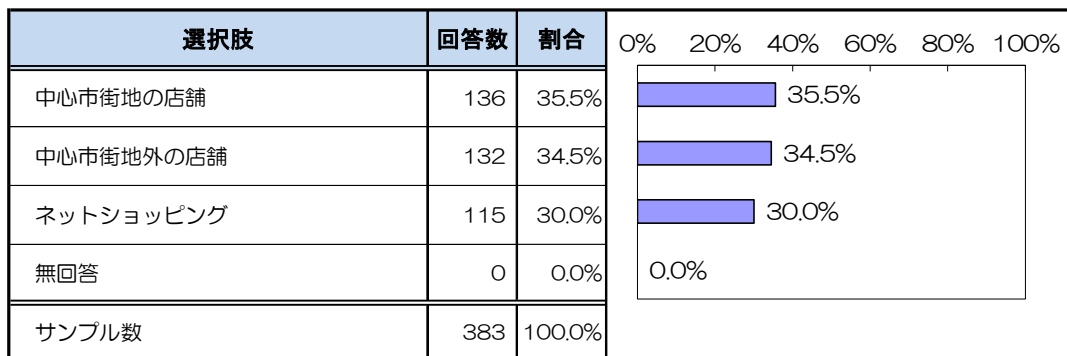 選択肢 回答数 割合 0% 20% 40% 60% 80% 100%
中心市街地の店舗 136 35.5% 35.5%
中心市街地外の店舗 132 34.5% 34.5%
ネットショッピング 115 30.0% 30.0%
無回答 0 0.0% 0.0%
サンプル数 383 100.0%